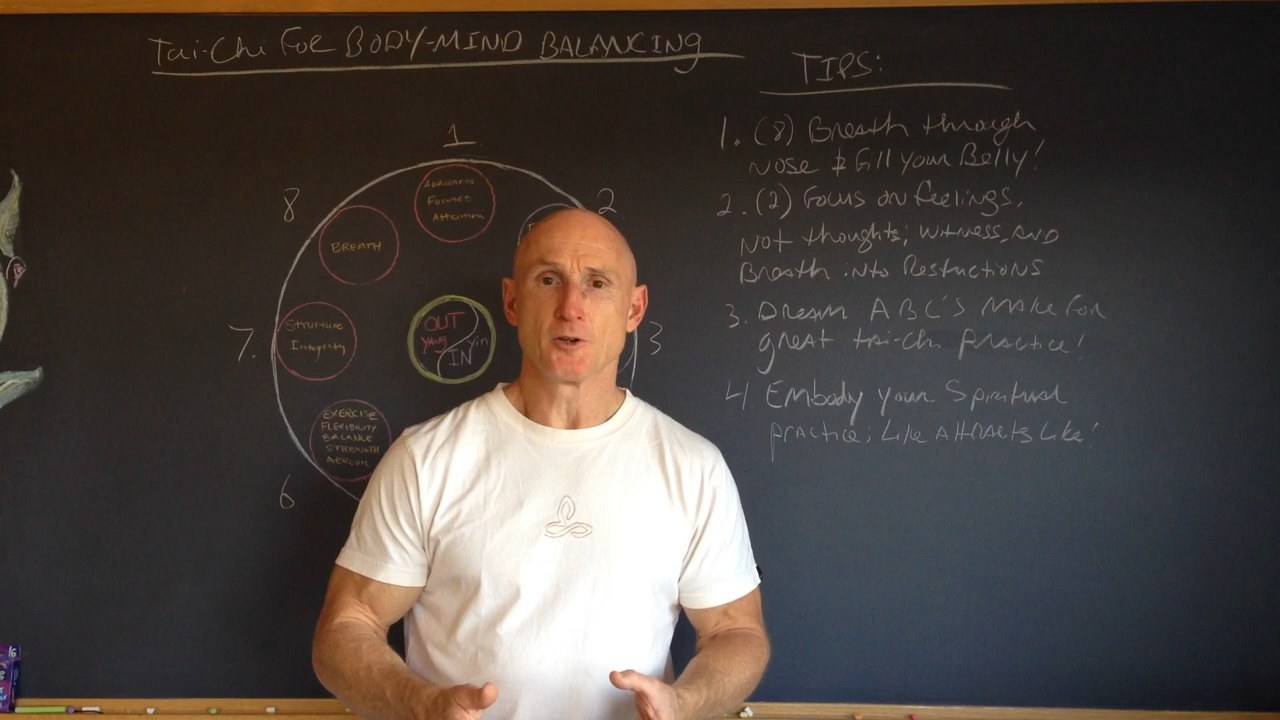 Tai-Chi For BODY-MIND BALANCING
TIPS:
1. (8) Breath through
Nose & Fill your Belly!
2. (2) Focus on feelings,
Not thoughts; witness, AND
Breath into Restrictions
3. Dream ABC'S MAKE For
great tai-chi practice!
4. Embody your Spiritual
practice; Like Attracts Like!
1
2
3
6
7.
8
Awareness
Focused
Attention
BREATH
Structure
Integrity
EXERCISE
FLEXIBILITY
BALANCE
STRENGTH
AEROBIC
OUT
yang yin
IN